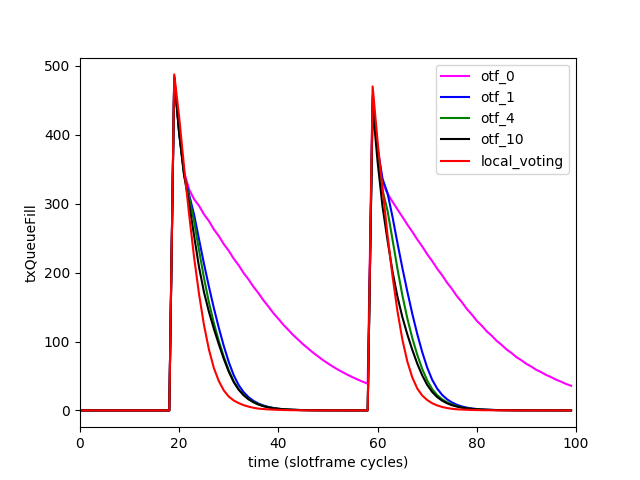 500
400
300
200
100
0
txQueueFill
0 20 40 60 80 100
time (slotframe cycles)
otf_0
otf_1
otf_4
otf_10
local_voting